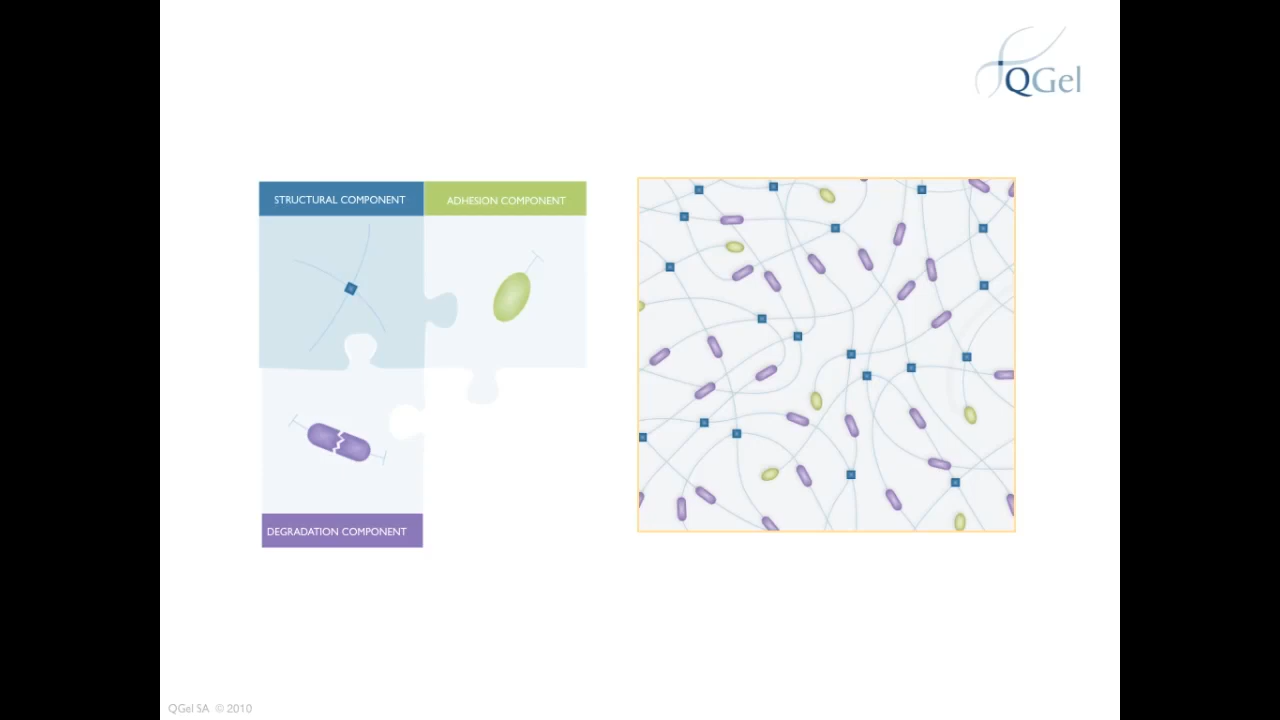 QGel
STRUCTURAL COMPONENT
ADHESION COMPONENT
DEGRADATION COMPONENT
QGel SA © 2010